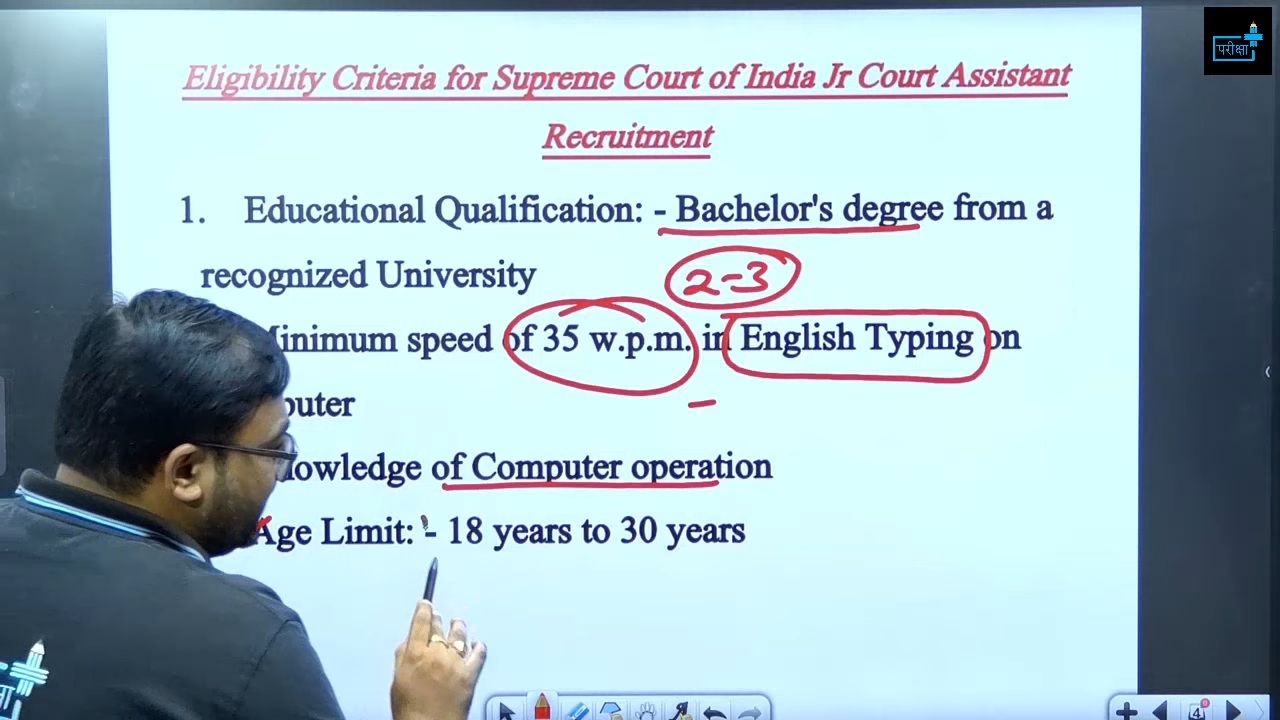 परीक्षा
Eligibility Criteria for Supreme Court of India Jr Court Assistant
Recruitment
1. Educational Qualification: - Bachelor's degree from a
recognized University
2-3
Minimum speed of 35 w.p.m. in English Typing on
owledge of Computer operation
Age Limit: - 18 years to 30 years
4